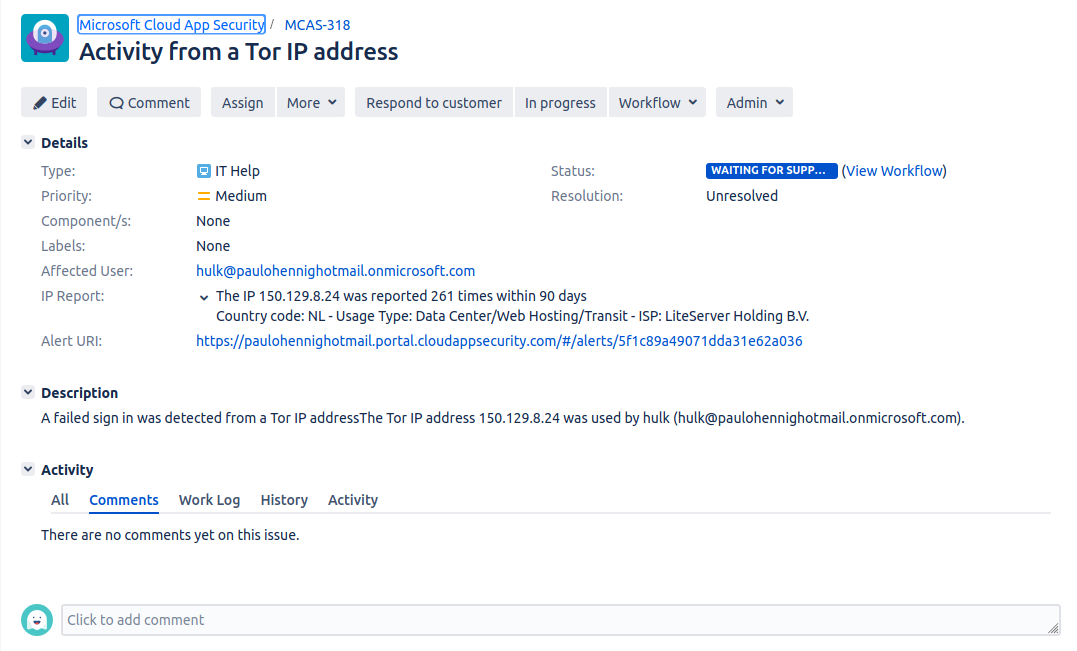 Microsoft Cloud App Security / MCAS-318
Activity from a Tor IP address
Edit Comment Assign More Respond to customer In progress Workflow Admin
Details
Type: IT Help Status: WAITING FOR SUPP... (View Workflow)
Priority: Medium Resolution: Unresolved
Component/s: None
Labels: None
Affected User: hulk@paulohennighotmail.onmicrosoft.com
IP Report: The IP 150.129.8.24 was reported 261 times within 90 days
Country code: NL - Usage Type: Data Center/Web Hosting/Transit - ISP: LiteServer Holding B.V.
Alert URI: https://paulohennighotmail.portal.cloudappsecurity.com/#/alerts/5f1c89a49071dda31e62a036
Description
A failed sign in was detected from a Tor IP addressThe Tor IP address 150.129.8.24 was used by hulk (hulk@paulohennighotmail.onmicrosoft.com).
Activity
All Comments Work Log History Activity
There are no comments yet on this issue.
Click to add comment